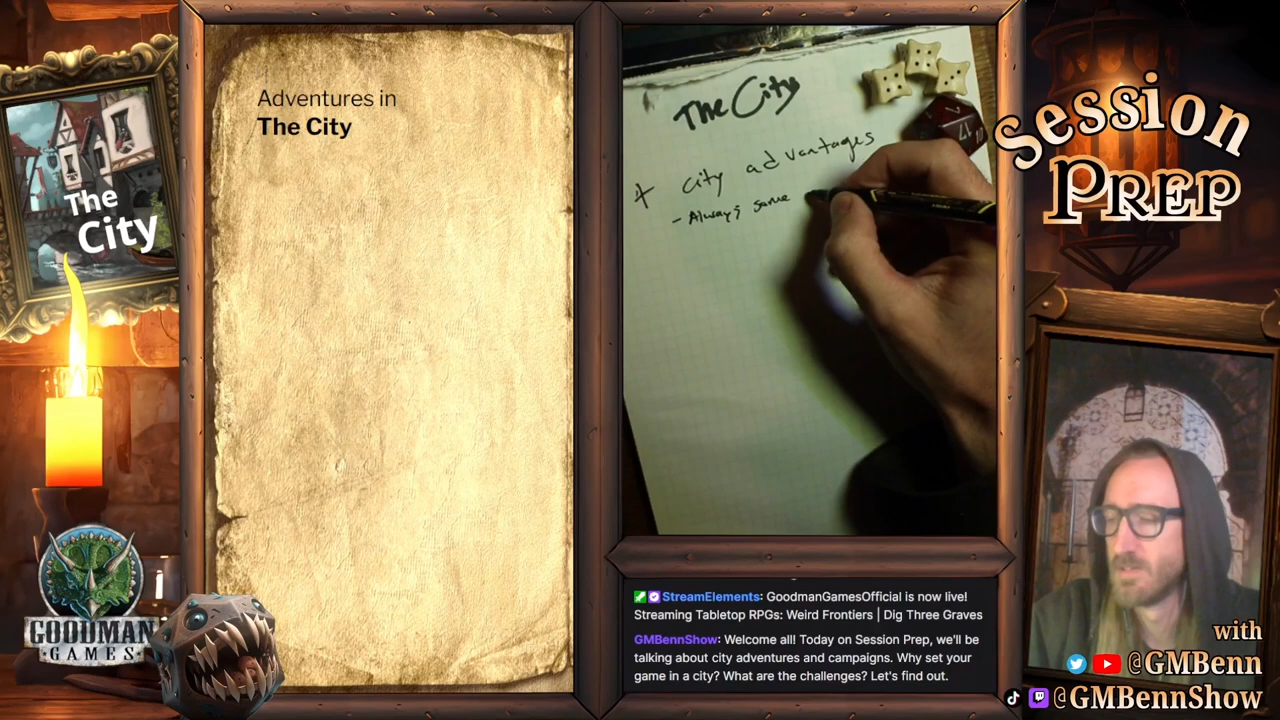 The
City
Adventures in
The City
The City
+ City advantages
- Always same
17
Session
PREP
GOODMAN
GAMES
StreamElements: GoodmanGamesOfficial is now live!
Streaming Tabletop RPGs: Weird Frontiers | Dig Three Graves
GMBennShow: Welcome all! Today on Session Prep, we'll be
talking about city adventures and campaigns. Why set your
game in a city? What are the challenges? Let's find out.
with
@GMBenn
@GMBennShow